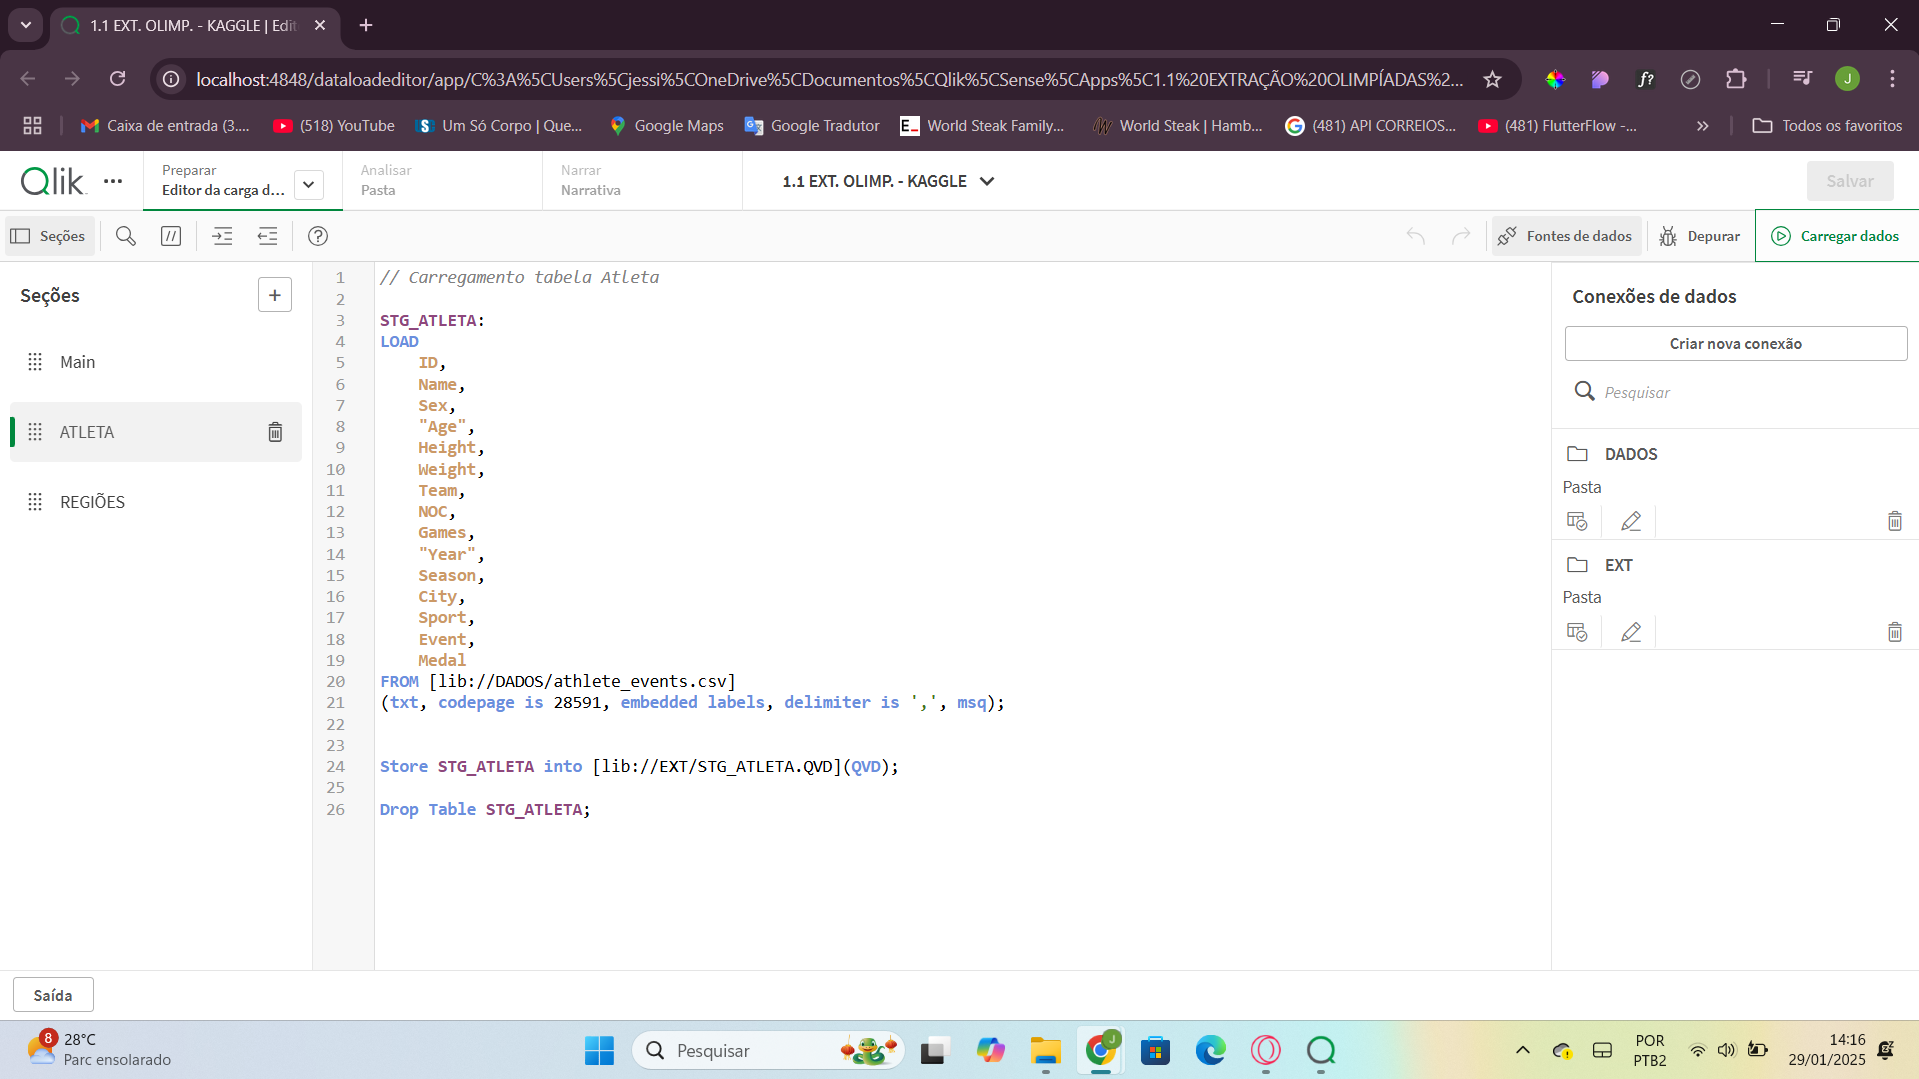 1.1 EXT. OLIMP. - KAGGLE | Edit
localhost:4848/dataloadeditor/app/C%3A%5CUsers%5Cjessi%5COneDrive%5CDocumentos%5CQlik%5CSense%5CApps%5C1.1%20EXTRAÇÃO%20OLIMPÍADAS%2...
J
Caixa de entrada (3....
(518) YouTube
Um Só Corpo | Que...
Google Maps
Google Tradutor
World Steak Family...
World Steak | Hamb...
(481) API CORREIOS...
(481) FlutterFlow -...
Todos os favoritos
Qlik
Preparar
Editor da carga d...
Analisar
Pasta
Narrar
Narrativa
1.1 EXT. OLIMP. - KAGGLE
Salvar
Seções
Fontes de dados
Depurar
Carregar dados
Seções
Main
ATLETA
REGIÕES
1 // Carregamento tabela Atleta
2
3 STG_ATLETA:
4 LOAD
5 ID,
6 Name,
7 Sex,
8 "Age",
9 Height,
10 Weight,
11 Team,
12 NOC,
13 Games,
14 "Year",
15 Season,
16 City,
17 Sport,
18 Event,
19 Medal
20 FROM [lib://DADOS/athlete_events.csv]
21 (txt, codepage is 28591, embedded labels, delimiter is ',', msq);
22
23
24 Store STG_ATLETA into [lib://EXT/STG_ATLETA.QVD](QVD);
25
26 Drop Table STG_ATLETA;
Conexões de dados
Criar nova conexão
Pesquisar
DADOS
Pasta
EXT
Pasta
Saída
8
28°C
Parc ensolarado
Pesquisar
J
POR
PTB2
14:16
29/01/2025